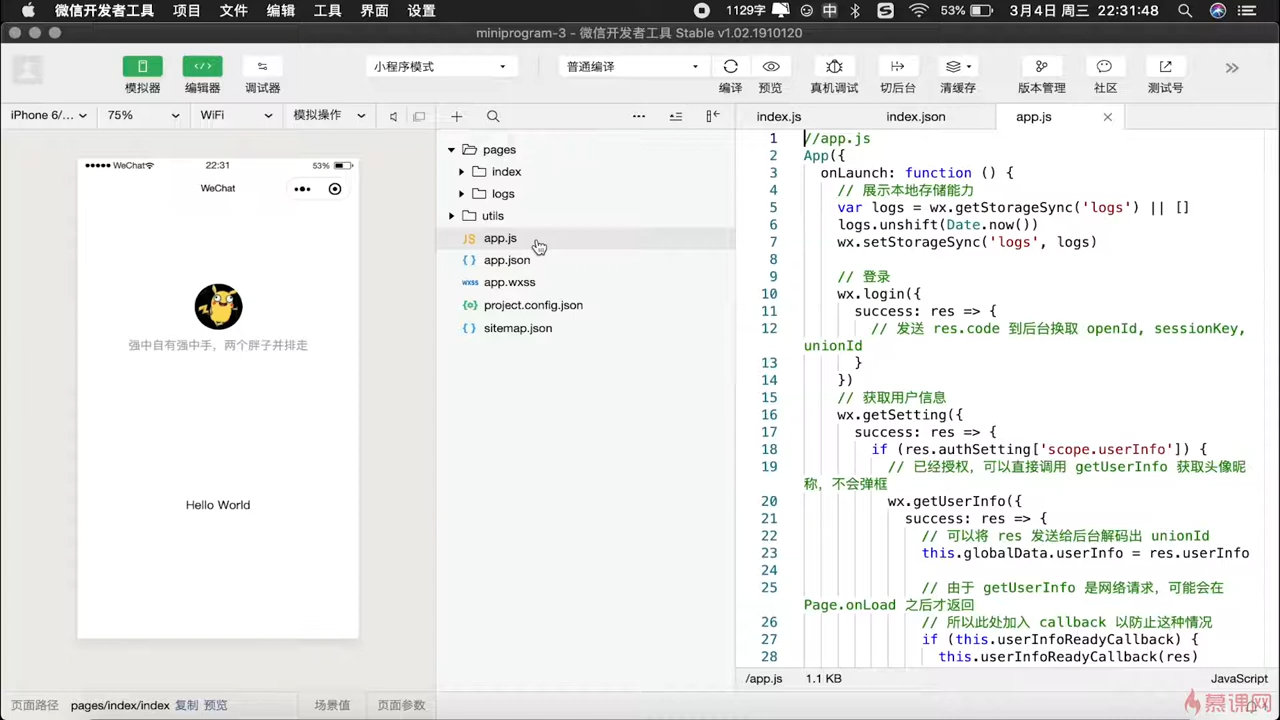 微信开发者工具 项目 文件 编辑 工具 界面 设置 1129字 中 53% 3月4日 周三 22:31:48
miniprogram-3 - 微信开发者工具 Stable v1.02.1910120
小程序模式 普通编译
模拟器 编辑器 调试器 编译 预览 真机调试 切后台 清缓存 版本管理 社区 测试号
iPhone 6/... 75% WiFi 模拟操作
index.js index.json app.js
WeChat 22:31 53%
WeChat
强中自有强中手，两个胖子并排走
Hello World
pages
index
logs
utils
JS app.js
{ } app.json
wxss app.wxss
{o} project.config.json
{ } sitemap.json
1 //app.js
2 App({
3 onLaunch: function () {
4 // 展示本地存储能力
5 var logs = wx.getStorageSync('logs') || []
6 logs.unshift(Date.now())
7 wx.setStorageSync('logs', logs)
8
9 // 登录
10 wx.login({
11 success: res => {
12 // 发送 res.code 到后台换取 openId, sessionKey,
unionId
13 }
14 })
15 // 获取用户信息
16 wx.getSetting({
17 success: res => {
18 if (res.authSetting['scope.userInfo']) {
19 // 已经授权，可以直接调用 getUserInfo 获取头像昵
称，不会弹框
20 wx.getUserInfo({
21 success: res => {
22 // 可以将 res 发送给后台解码出 unionId
23 this.globalData.userInfo = res.userInfo
24
25 // 由于 getUserInfo 是网络请求，可能会在
Page.onLoad 之后才返回
26 // 所以此处加入 callback 以防止这种情况
27 if (this.userInfoReadyCallback) {
28 this.userInfoReadyCallback(res)
/app.js 1.1 KB JavaScript
页面路径 pages/index/index 复制 预览 场景值 页面参数
慕课网